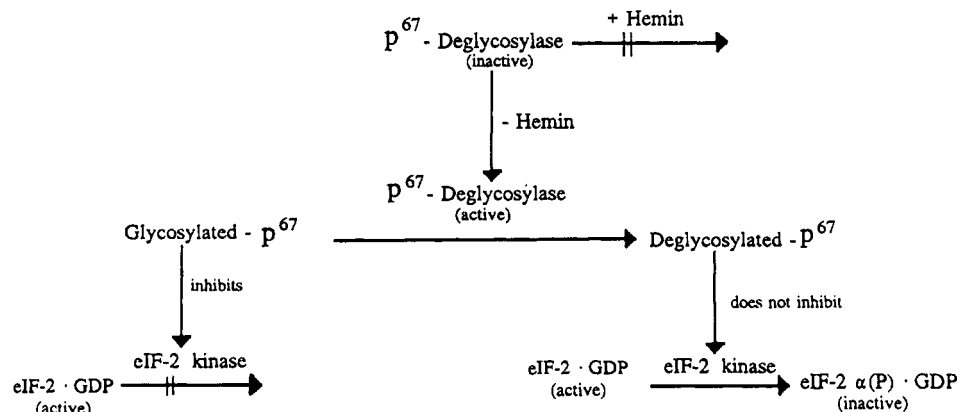 + Hemin
p67 - Deglycosylase
(inactive)
- Hemin
p67 - Deglycosylase
(active)
Glycosylated - p67
Deglycosylated - p67
inhibits
does not inhibit
eIF-2 kinase
eIF-2 · GDP
(active)
eIF-2 · GDP
(active)
eIF-2 kinase
eIF-2 α(P) · GDP
(inactive)